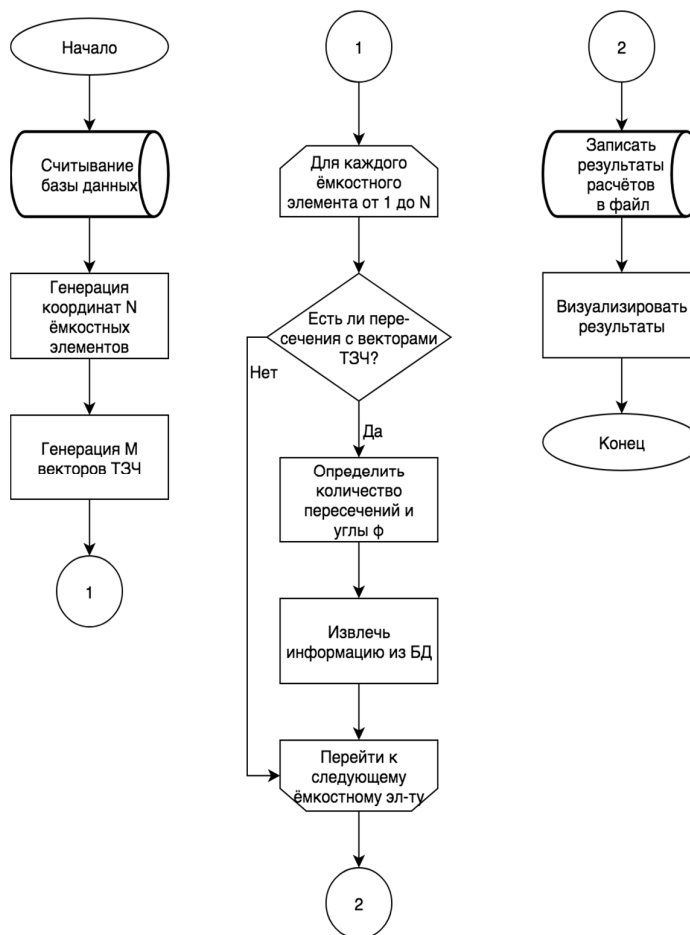 Начало
Считывание
базы данных
Генерация
координат N
ёмкостных
элементов
Генерация M
векторов ТЗЧ
1
1
Для каждого
ёмкостного
элемента от 1 до N
Есть ли пере-
сечения с векторами
ТЗЧ?
Нет
Да
Определить
количество
пересечений и
углы ф
Извлечь
информацию из БД
Перейти к
следующему
ёмкостному эл-ту
2
2
Записать
результаты
расчётов
в файл
Визуализировать
результаты
Конец